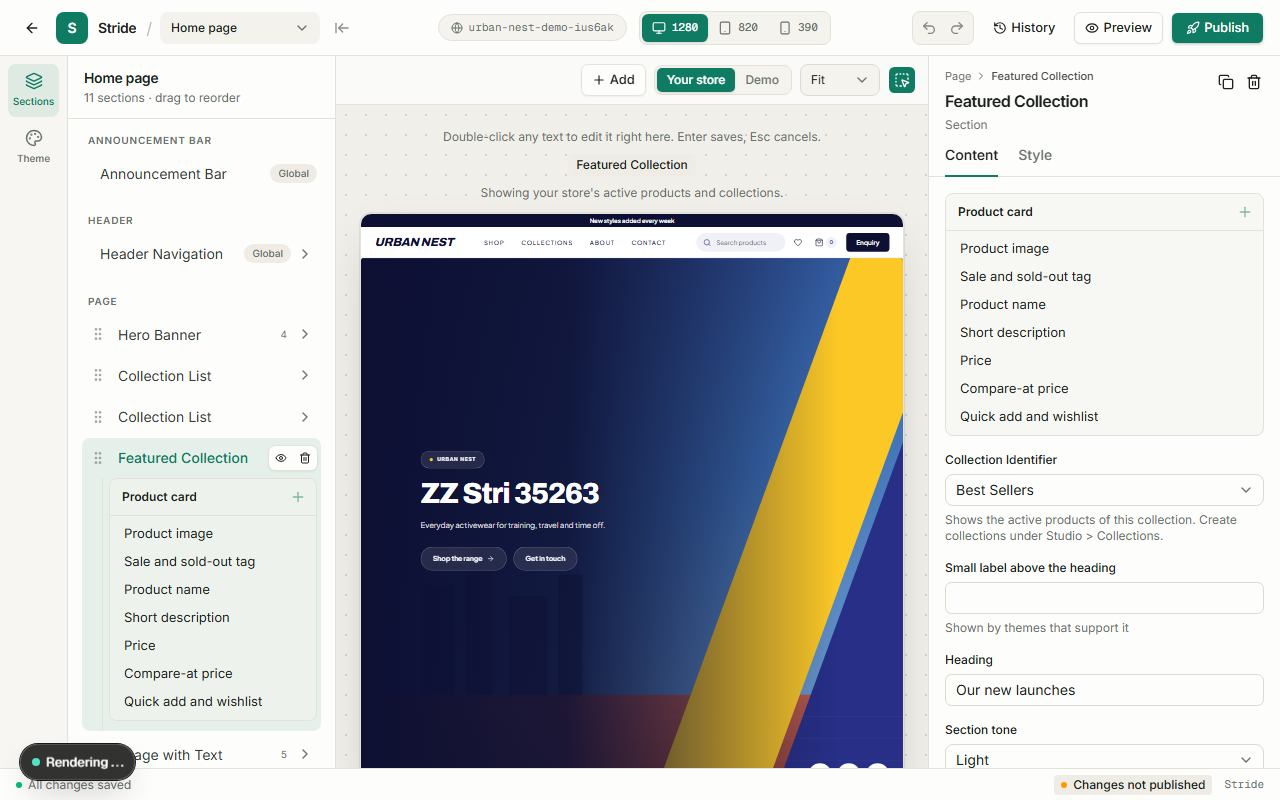 S
Stride
/
Home page
urban-nest-demo-ius6ak
1280
820
390
History
Preview
Publish
Sections
Theme
Home page
11 sections · drag to reorder
ANNOUNCEMENT BAR
Announcement Bar
Global
HEADER
Header Navigation
Global
PAGE
Hero Banner
4
Collection List
Collection List
Featured Collection
Product card
Product image
Sale and sold-out tag
Product name
Short description
Price
Compare-at price
Quick add and wishlist
age with Text
5
Rendering ...
All changes saved
Add
Your store
Demo
Fit
Double-click any text to edit it right here. Enter saves, Esc cancels.
Featured Collection
Showing your store's active products and collections.
New styles added every week
URBAN NEST
SHOP
COLLECTIONS
ABOUT
CONTACT
Search products
0
Enquiry
URBAN NEST
ZZ Stri 35263
Everyday activewear for training, travel and time off.
Shop the range →
Get in touch
Page > Featured Collection
Featured Collection
Section
Content
Style
Product card
Product image
Sale and sold-out tag
Product name
Short description
Price
Compare-at price
Quick add and wishlist
Collection Identifier
Best Sellers
Shows the active products of this collection. Create
collections under Studio > Collections.
Small label above the heading
Shown by themes that support it
Heading
Our new launches
Section tone
Light
Changes not published
Stride